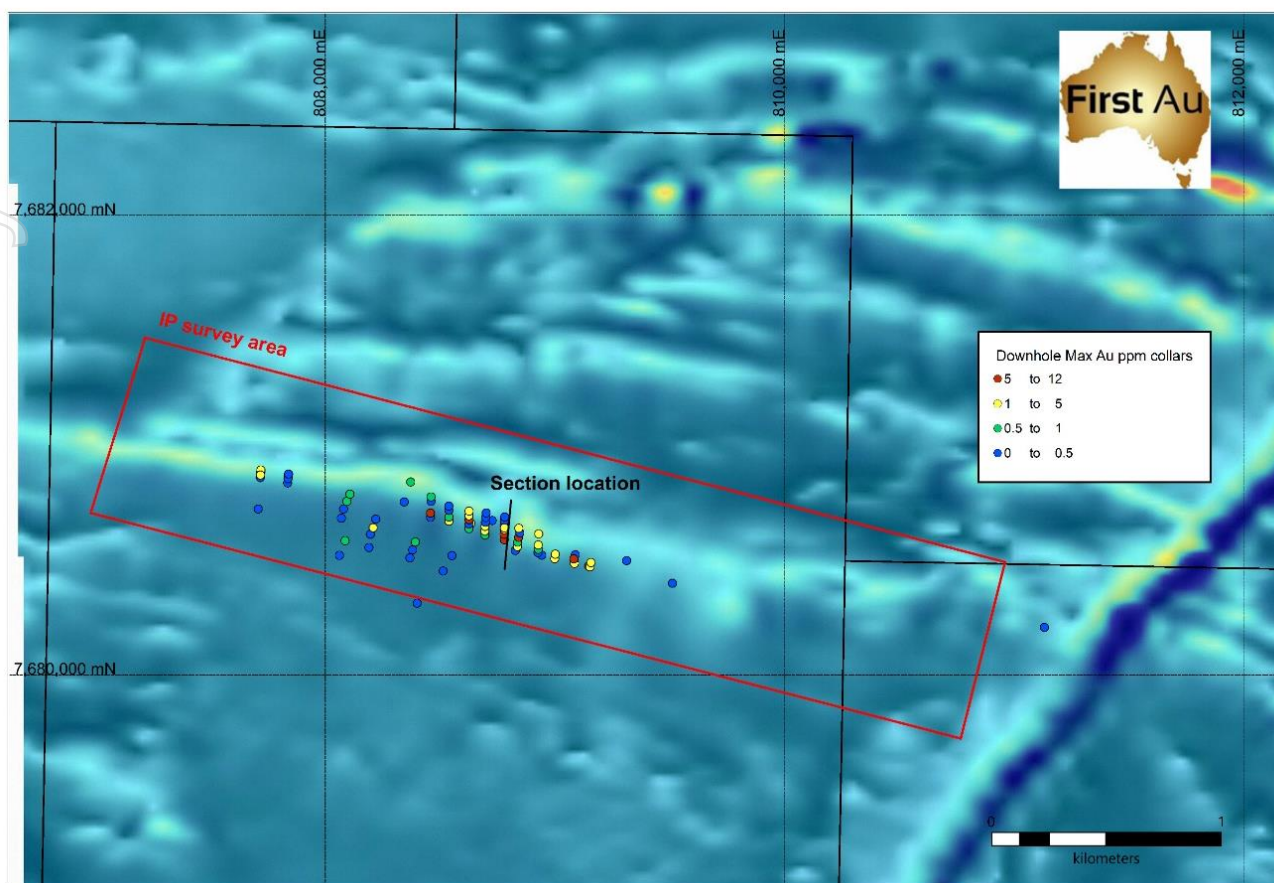 808,000 mE
810,000 mE
812,000 mE
First Au
7,682,000 mN
IP survey area
Downhole Max Au ppm collars
5 to 12
1 to 5
0.5 to 1
0 to 0.5
Section location
7,680,000 mN
0 1
kilometers